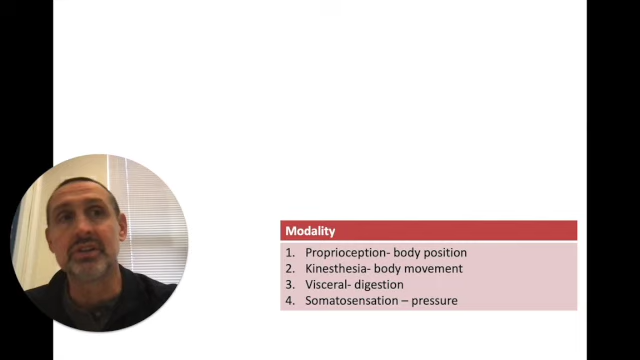 Modality
1. Proprioception- body position
2. Kinesthesia- body movement
3. Visceral- digestion
4. Somatosensation – pressure